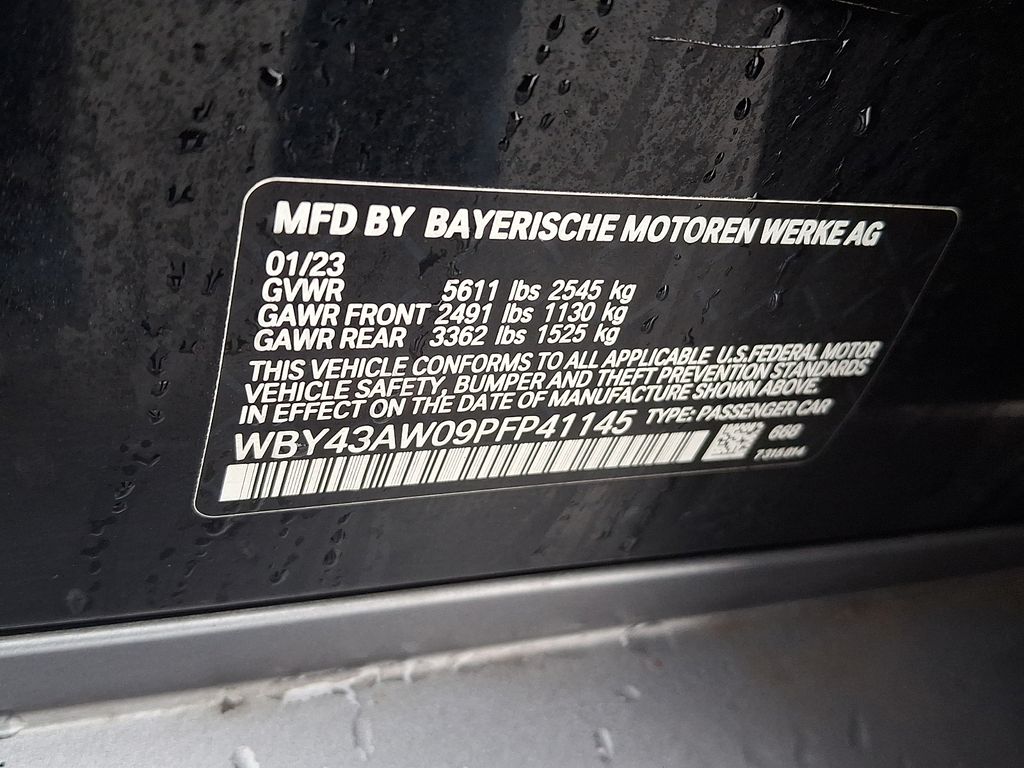 MFD BY BAYERISCHE MOTOREN WERKE AG
01/23
GVWR 5611 lbs 2545 kg
GAWR FRONT 2491 lbs 1130 kg
GAWR REAR 3362 lbs 1525 kg
THIS VEHICLE CONFORMS TO ALL APPLICABLE U.S.FEDERAL MOTOR
VEHICLE SAFETY, BUMPER AND THEFT PREVENTION STANDARDS
IN EFFECT ON THE DATE OF MANUFACTURE SHOWN ABOVE.
WBY43AW09PFP41145 TYPE: PASSENGER CAR
668